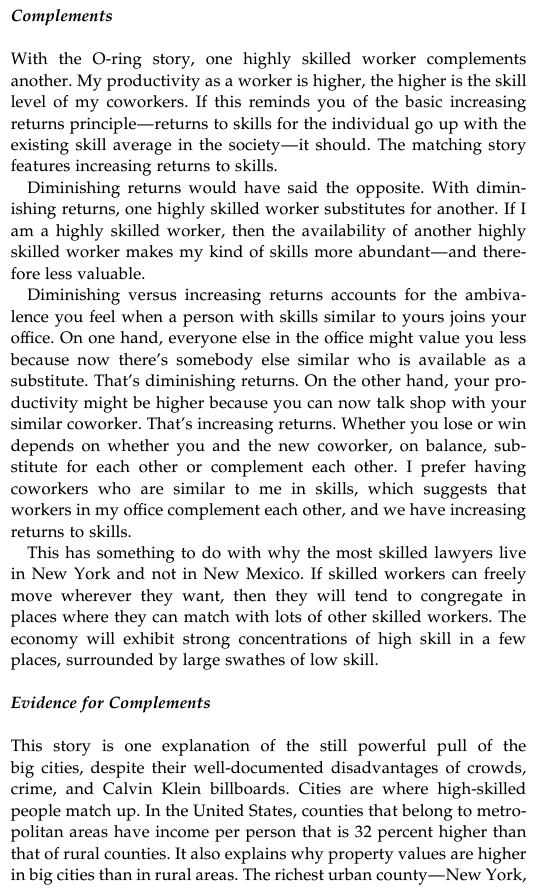 Complements
With the O-ring story, one highly skilled worker complements
another. My productivity as a worker is higher, the higher is the skill
level of my coworkers. If this reminds you of the basic increasing
returns principle—returns to skills for the individual go up with the
existing skill average in the society—it should. The matching story
features increasing returns to skills.
Diminishing returns would have said the opposite. With dimin-
ishing returns, one highly skilled worker substitutes for another. If I
am a highly skilled worker, then the availability of another highly
skilled worker makes my kind of skills more abundant—and there-
fore less valuable.
Diminishing versus increasing returns accounts for the ambiva-
lence you feel when a person with skills similar to yours joins your
office. On one hand, everyone else in the office might value you less
because now there's somebody else similar who is available as a
substitute. That's diminishing returns. On the other hand, your pro-
ductivity might be higher because you can now talk shop with your
similar coworker. That's increasing returns. Whether you lose or win
depends on whether you and the new coworker, on balance, sub-
stitute for each other or complement each other. I prefer having
coworkers who are similar to me in skills, which suggests that
workers in my office complement each other, and we have increasing
returns to skills.
This has something to do with why the most skilled lawyers live
in New York and not in New Mexico. If skilled workers can freely
move wherever they want, then they will tend to congregate in
places where they can match with lots of other skilled workers. The
economy will exhibit strong concentrations of high skill in a few
places, surrounded by large swathes of low skill.
Evidence for Complements
This story is one explanation of the still powerful pull of the
big cities, despite their well-documented disadvantages of crowds,
crime, and Calvin Klein billboards. Cities are where high-skilled
people match up. In the United States, counties that belong to metro-
politan areas have income per person that is 32 percent higher than
that of rural counties. It also explains why property values are higher
in big cities than in rural areas. The richest urban county—New York,